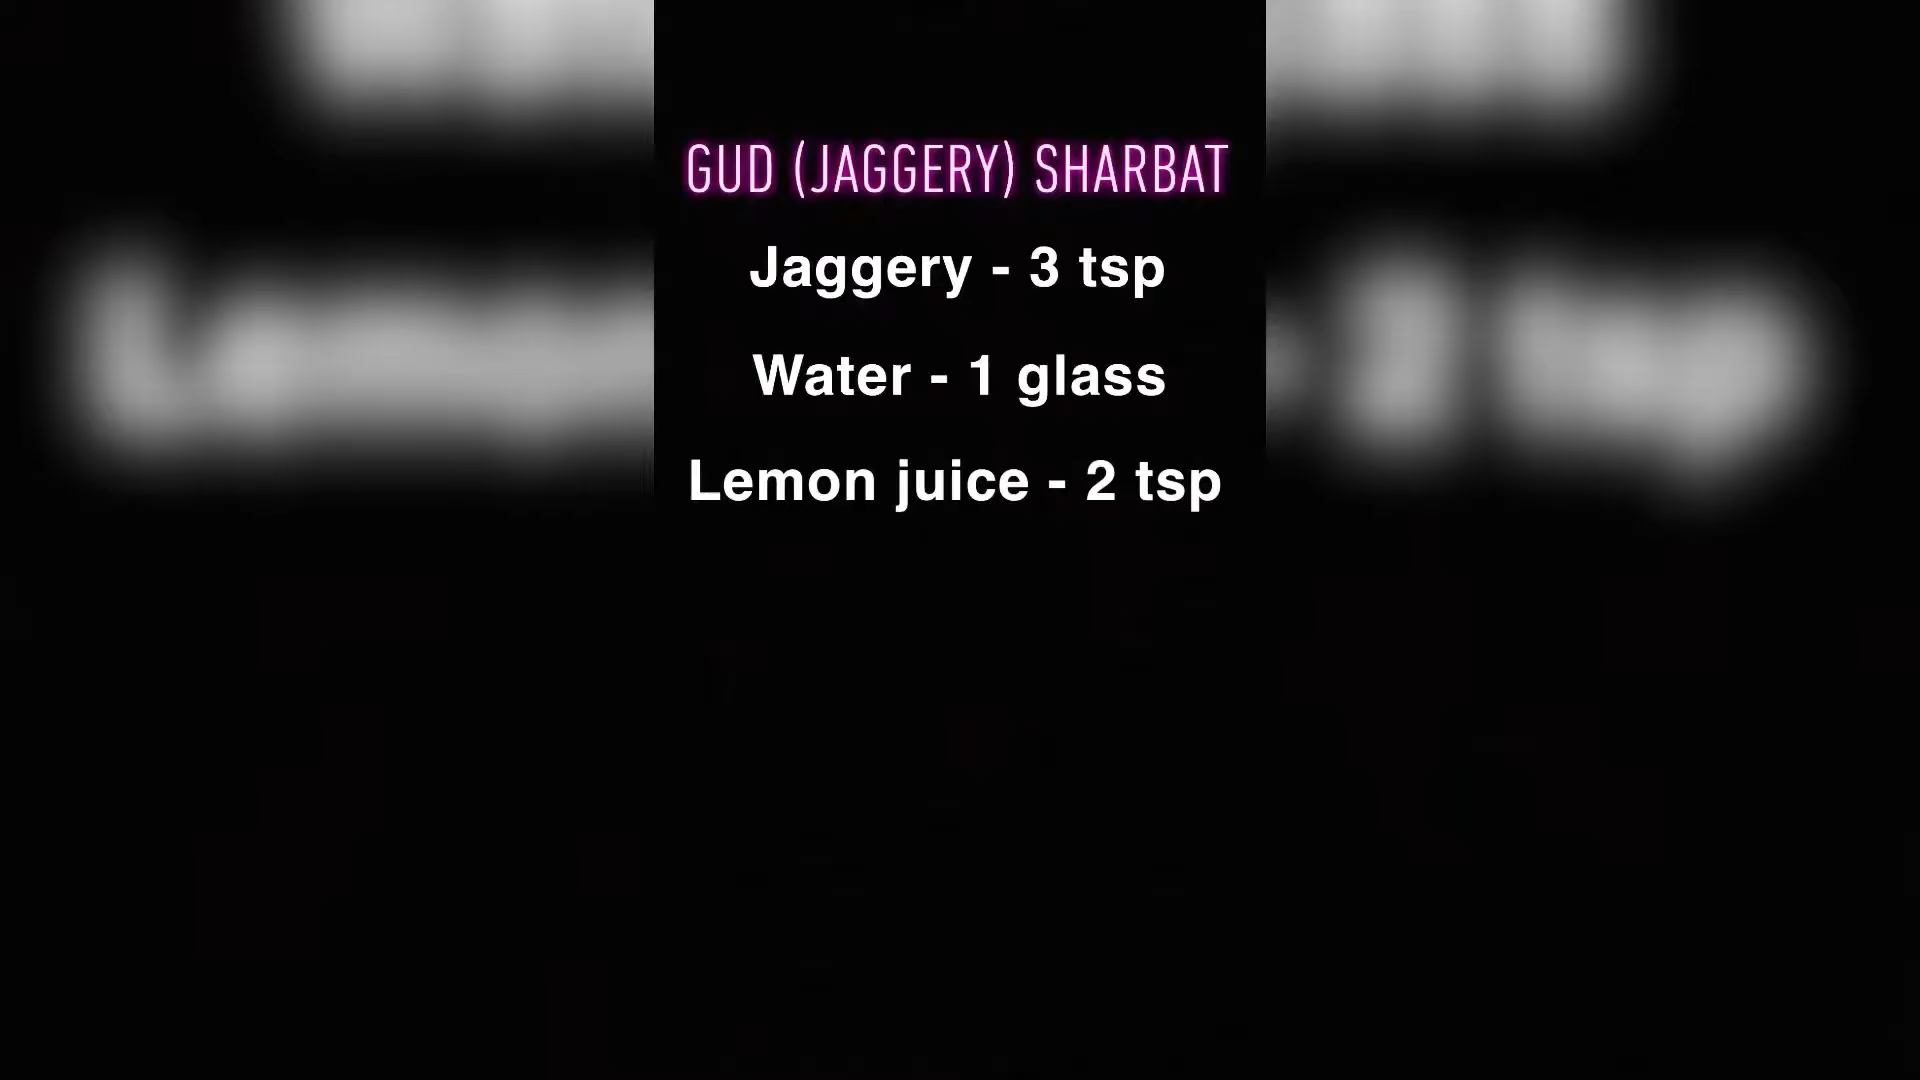 GUD (JAGGERY) SHARBAT
Jaggery - 3 tsp
Water - 1 glass
Lemon juice - 2 tsp